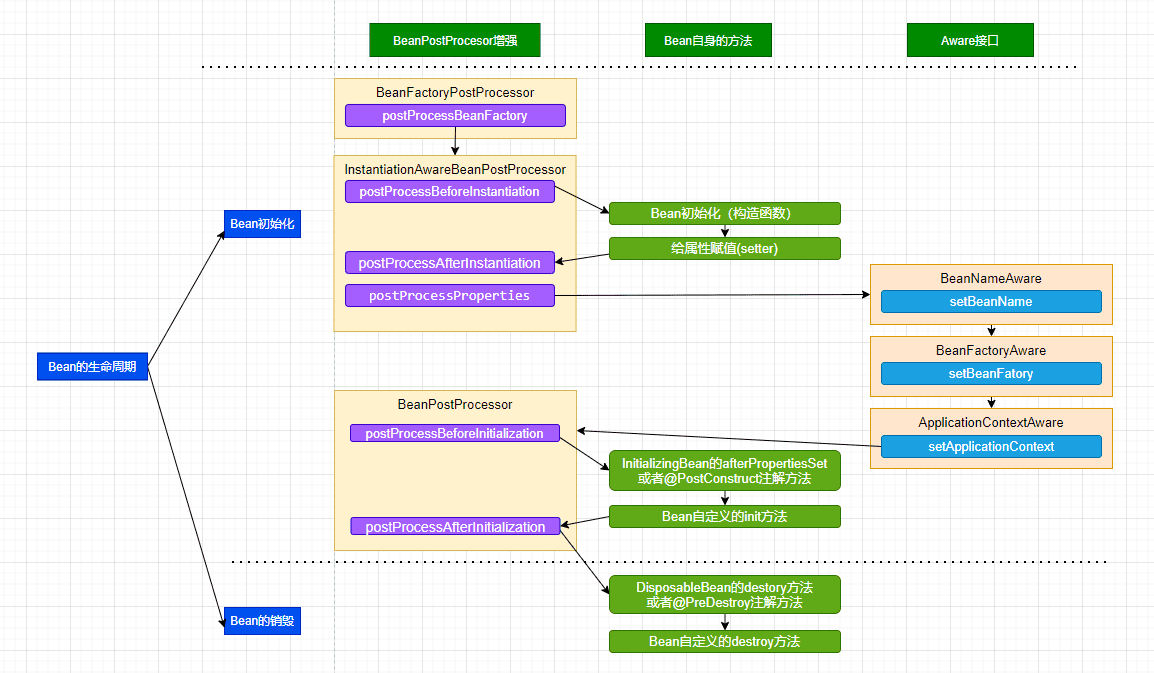 BeanPostProcesor增强
Bean自身的方法
Aware接口
BeanFactoryPostProcessor
postProcessBeanFactory
InstantiationAwareBeanPostProcessor
postProcessBeforeInstantiation
Bean初始化（构造函数）
Bean初始化
给属性赋值(setter)
postProcessAfterInstantiation
postProcessProperties
BeanNameAware
setBeanName
BeanFactoryAware
setBeanFatory
Bean的生命周期
ApplicationContextAware
setApplicationContext
BeanPostProcessor
postProcessBeforeInitialization
InitializingBean的afterPropertiesSet
或者@PostConstruct注解方法
Bean自定义的init方法
postProcessAfterInitialization
DisposableBean的destory方法
或者@PreDestroy注解方法
Bean的销毁
Bean自定义的destroy方法